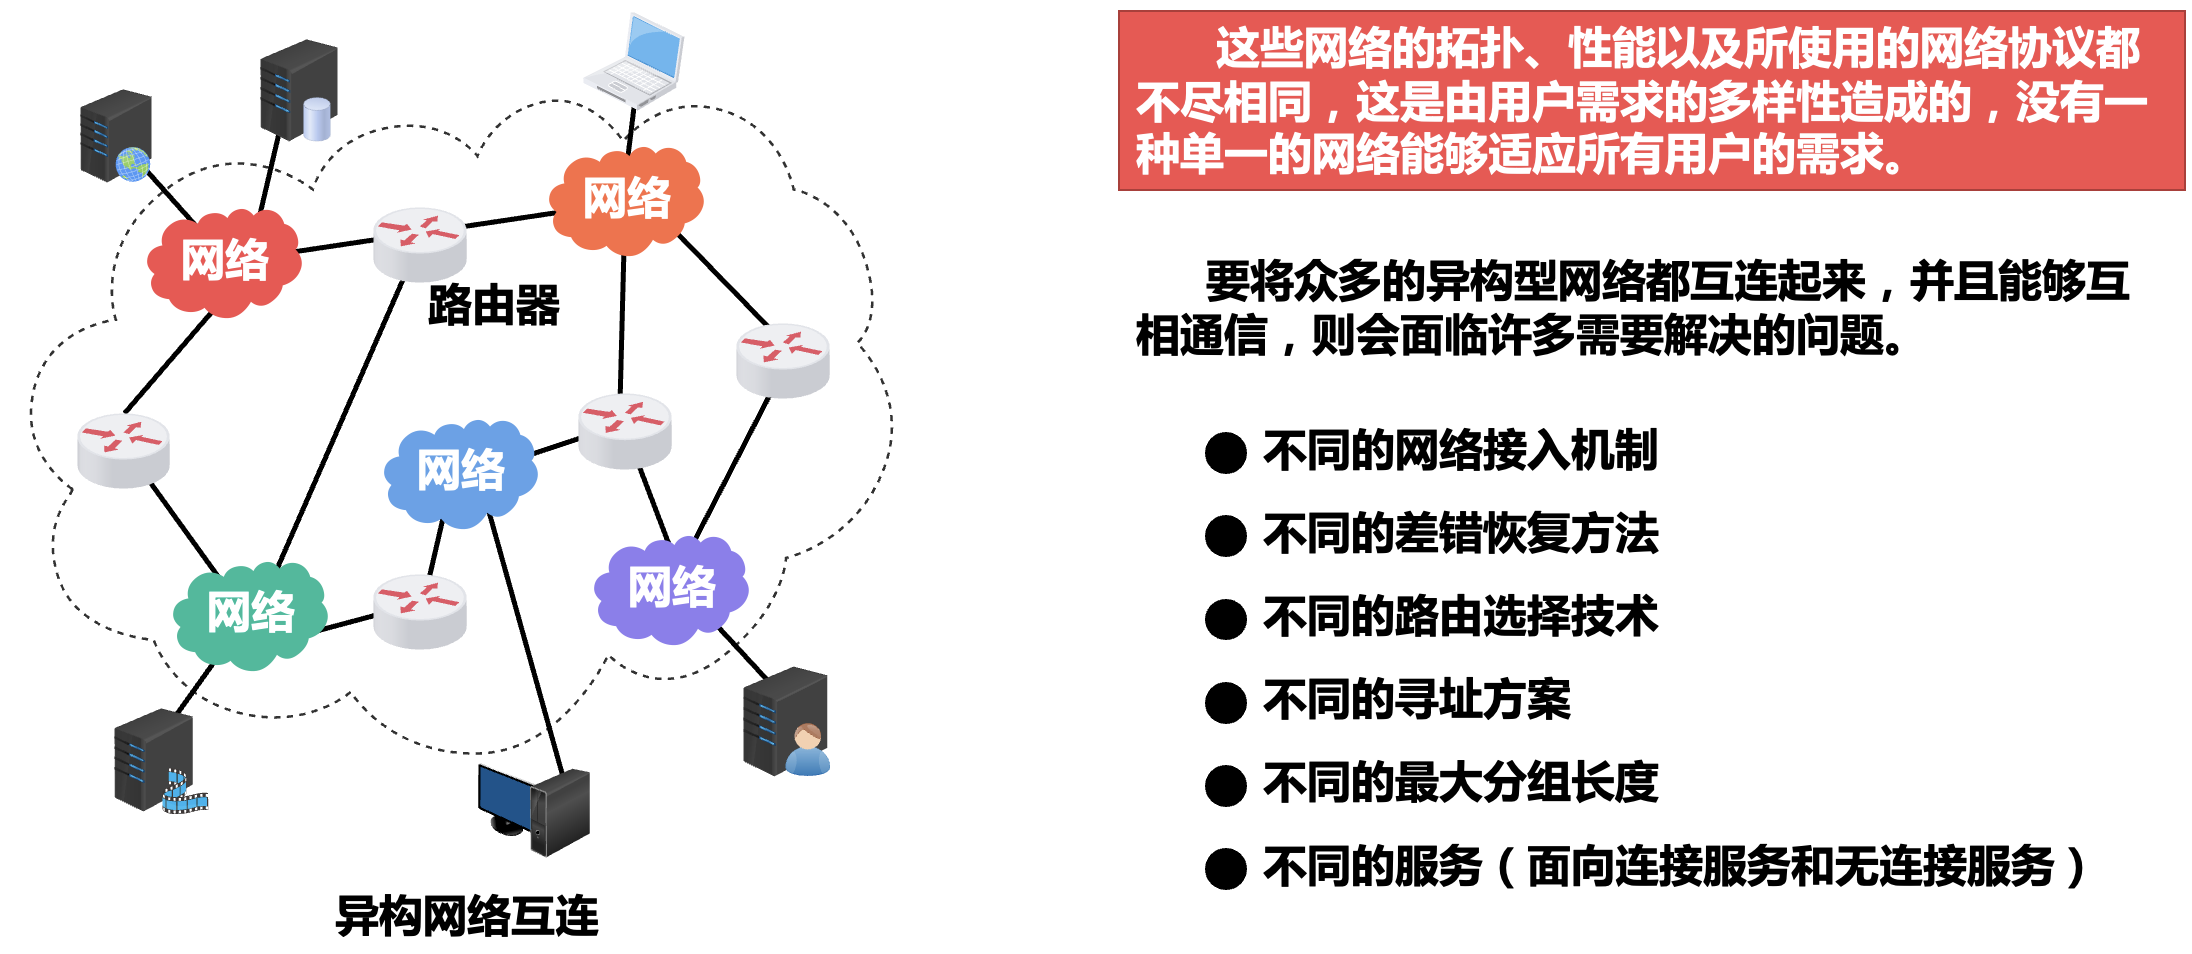 网络
网络
路由器
网络
网络
网络
异构网络互连
这些网络的拓扑、性能以及所使用的网络协议都
不尽相同，这是由用户需求的多样性造成的，没有一
种单一的网络能够适应所有用户的需求。
要将众多的异构型网络都互连起来，并且能够互
相通信，则会面临许多需要解决的问题。
● 不同的网络接入机制
● 不同的差错恢复方法
● 不同的路由选择技术
● 不同的寻址方案
● 不同的最大分组长度
● 不同的服务（面向连接服务和无连接服务）